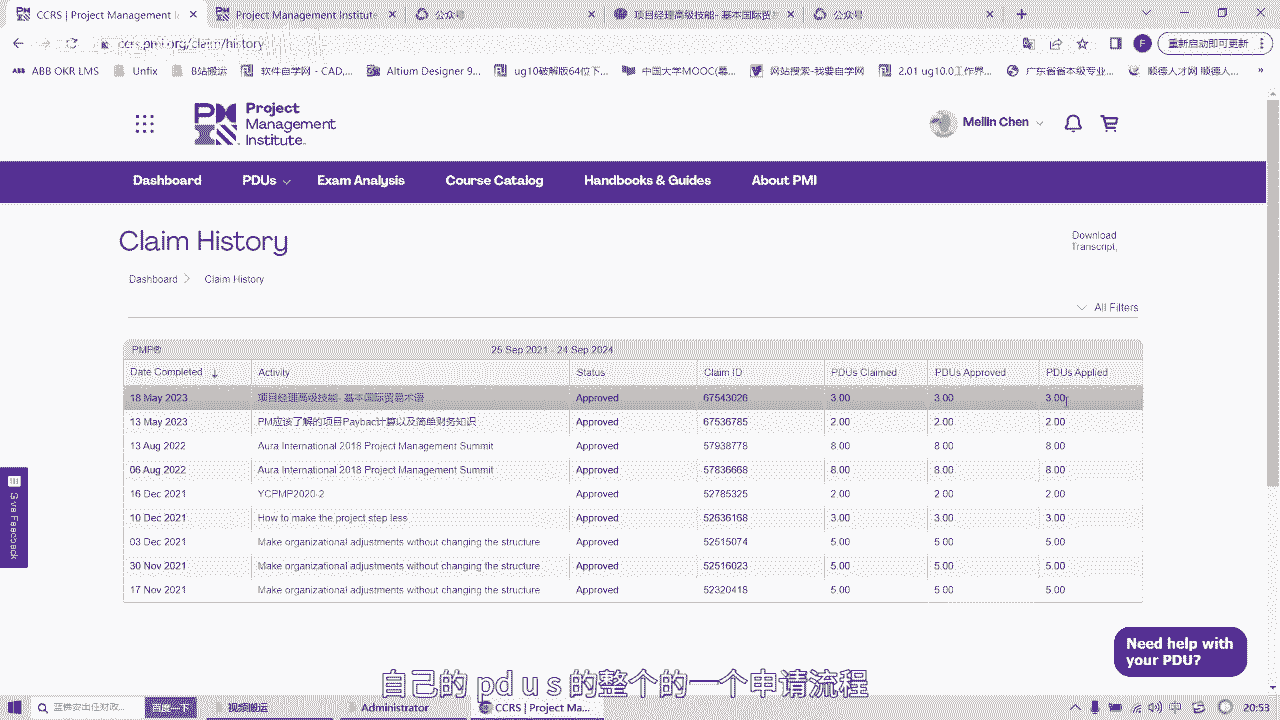 CCRS | Project Management I
Project Management Institute
公众号
项目经理高级技能- 基本国际贸
公众号
ccrs.pmi.org/claim/history
F
重新启动即可更新
ABB OKR LMS
Unfix
B站搬运
软件自学网 - CAD,...
Altium Designer 9...
ug10破解版64位下...
中国大学MOOC(慕...
网站搜索-我要自学网
2.01 ug10.0工作界...
广东省省本级专业...
顺德人才网 顺德人...
»
Project
Management
Institute.
Meilin Chen
Dashboard
PDUs
Exam Analysis
Course Catalog
Handbooks & Guides
About PMI
Claim History
Download
Transcript,
Dashboard
Claim History
All Filters
PMP® 25 Sep 2021 - 24 Sep 2024
Date Completed Activity Status Claim ID PDUs Claimed PDUs Approved PDUs Applied
18 May 2023 项目经理高级技能- 基本国际贸易术语 Approved 67543026 3.00 3.00 3.00
13 May 2023 PM应该了解的项目Paybac计算以及简单财务知识 Approved 67536785 2.00 2.00 2.00
13 Aug 2022 Aura International 2018 Project Management Summit Approved 57938778 8.00 8.00 8.00
06 Aug 2022 Aura International 2018 Project Management Summit Approved 57836668 8.00 8.00 8.00
16 Dec 2021 YCPMP2020-2 Approved 52785325 2.00 2.00 2.00
10 Dec 2021 How to make the project step less Approved 52636168 3.00 3.00 3.00
03 Dec 2021 Make organizational adjustments without changing the structure Approved 52515074 5.00 5.00 5.00
30 Nov 2021 Make organizational adjustments without changing the structure Approved 52516023 5.00 5.00 5.00
17 Nov 2021 Make organizational adjustments without changing the structure Approved 52320418 5.00 5.00 5.00
Give Feedback
Need help with
your PDU?
自己的 pd u s 的整个的一个申请流程
百度一下
视频搬运
Administrator
CCRS | Project Ma...
中
20:53